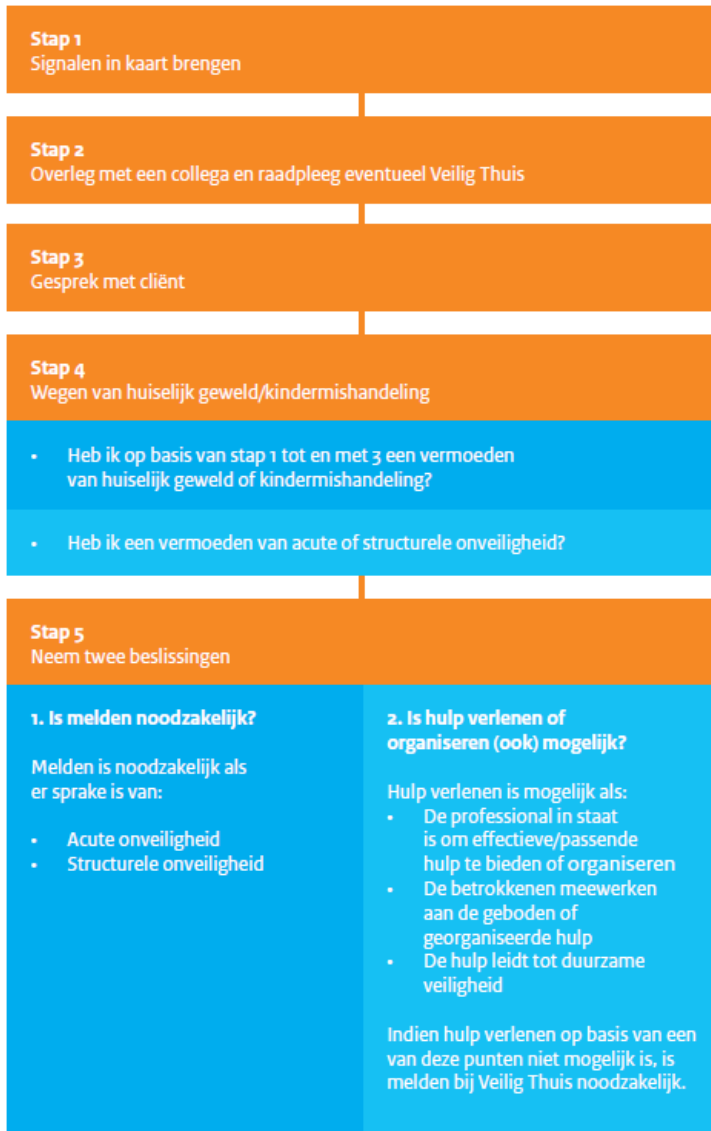 Stap 1
Signalen in kaart brengen
Stap 2
Overleg met een collega en raadpleeg eventueel Veilig Thuis
Stap 3
Gesprek met cliënt
Stap 4
Wegen van huiselijk geweld/kindermishandeling
• Heb ik op basis van stap 1 tot en met 3 een vermoeden
van huiselijk geweld of kindermishandeling?
• Heb ik een vermoeden van acute of structurele onveiligheid?
Stap 5
Neem twee beslissingen
1. Is melden noodzakelijk?
Melden is noodzakelijk als
er sprake is van:
• Acute onveiligheid
• Structurele onveiligheid
2. Is hulp verlenen of
organiseren (ook) mogelijk?
Hulp verlenen is mogelijk als:
• De professional in staat
is om effectieve/passende
hulp te bieden of organiseren
• De betrokkenen meewerken
aan de geboden of
georganiseerde hulp
• De hulp leidt tot duurzame
veiligheid
Indien hulp verlenen op basis van een
van deze punten niet mogelijk is, is
melden bij Veilig Thuis noodzakelijk.